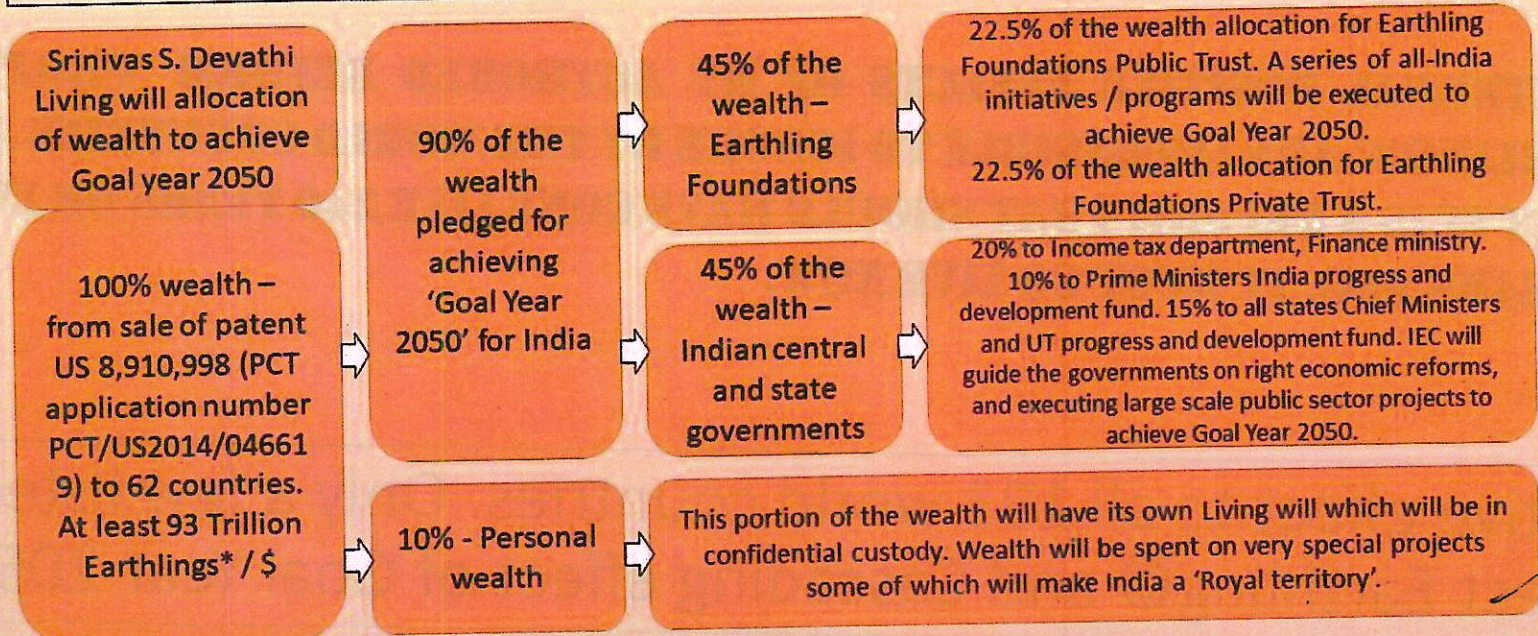 Srinivas S. Devathi
Living will allocation
of wealth to achieve
Goal year 2050
100% wealth –
from sale of patent
US 8,910,998 (PCT
application number
PCT/US2014/04661
9) to 62 countries.
At least 93 Trillion
Earthlings* / $
90% of the
wealth
pledged for
achieving
‘Goal Year
2050’ for India
45% of the
wealth –
Earthling
Foundations
22.5% of the wealth allocation for Earthling
Foundations Public Trust. A series of all-India
initiatives / programs will be executed to
achieve Goal Year 2050.
22.5% of the wealth allocation for Earthling
Foundations Private Trust.
45% of the
wealth –
Indian central
and state
governments
20% to Income tax department, Finance ministry.
10% to Prime Ministers India progress and
development fund. 15% to all states Chief Ministers
and UT progress and development fund. IEC will
guide the governments on right economic reforms,
and executing large scale public sector projects to
achieve Goal Year 2050.
10% - Personal
wealth
This portion of the wealth will have its own Living will which will be in
confidential custody. Wealth will be spent on very special projects
some of which will make India a ‘Royal territory’.